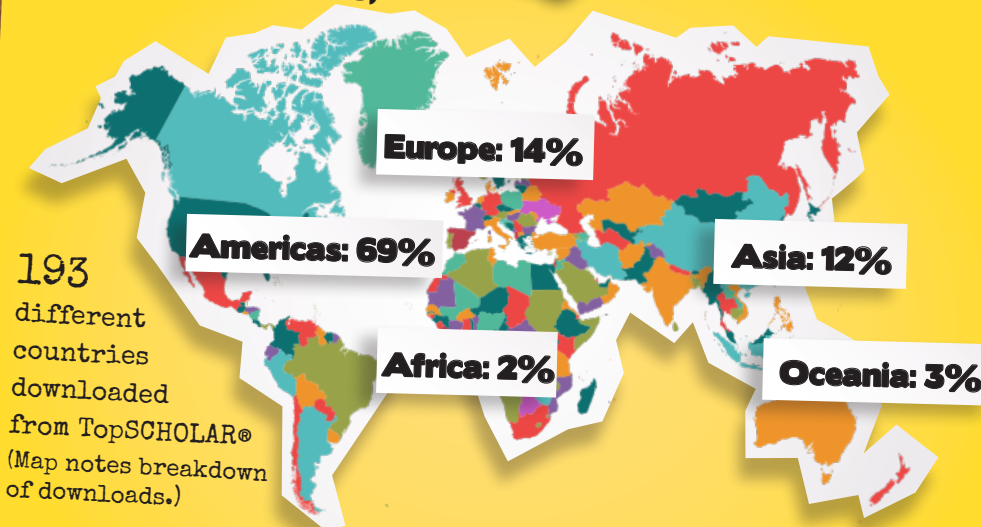 Europe: 14%
Americas: 69%
Asia: 12%
Africa: 2%
Oceania: 3%
193
different
countries
downloaded
from TopSCHOLAR®
(Map notes breakdown
of downloads.)